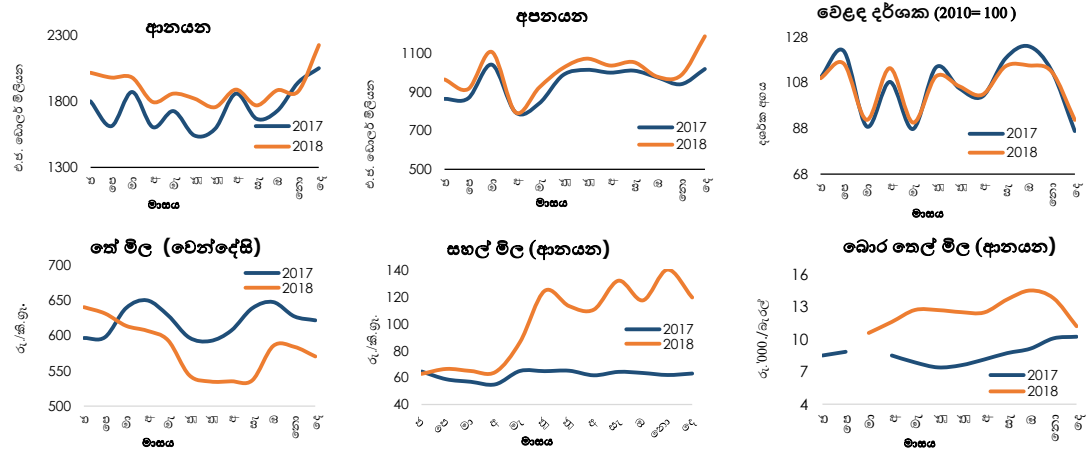 ආනයන
එ.ජ. ඩොලර් මිලියන
2300
1800
1300
2017
2018
ජ පෙ මා අ මැ ජූ ජූ අ සැ ඔ නො දේ
මාසය
අපනයන
එ.ජ. ඩොලර් මිලියන
1100
900
700
500
2017
2018
ජ පෙ මා අ මැ ජූ ජූ අ සැ ඔ නො දේ
මාසය
වෙළඳ දර්ශක (2010=100 )
දර්ශක අගය
128
108
88
68
2017
2018
ජ පෙ මා අ මැ ජූ ජූ අ සැ ඔ නො දේ
මාසය
තේ මිල (වෙන්දේසි)
රු./කි.ග්‍රෑ.
700
650
600
550
500
2017
2018
ජ පෙ මා අ මැ ජූ ජූ අ සැ ඔ නො දේ
මාසය
සහල් මිල (ආනයන)
රු./කි.ග්‍රෑ.
140
120
100
80
60
40
2017
2018
ජ පෙ මා අ මැ ජූ ජූ අ සැ ඔ නො දේ
මාසය
බොර තෙල් මිල (ආනයන)
රු.'000./බැරල්
16
13
10
7
4
2017
2018
ජ පෙ මා අ මැ ජූ ජූ අ සැ ඔ නො දේ
මාසය